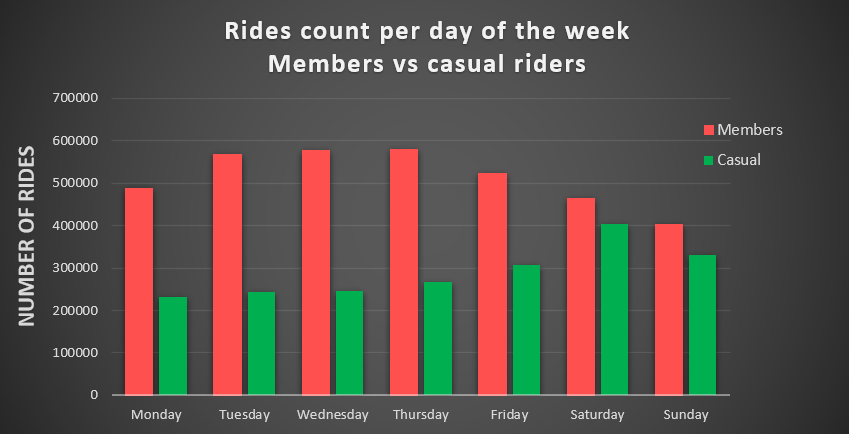 Rides count per day of the week
Members vs casual riders
NUMBER OF RIDES
700000
600000
500000
400000
300000
200000
100000
0
Members
Casual
Monday Tuesday Wednesday Thursday Friday Saturday Sunday